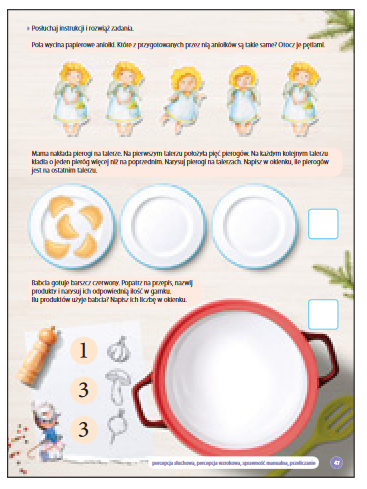 Posłuchaj instrukcji i rozwiąż zadania.
Pola wycina papierowe aniołki. Które z przygotowanych przez nią aniołków są takie same? Otocz je pętlami.
Mama nakłada pierogi na talerze. Na pierwszym talerzu położyła pięć pierogów. Na każdym kolejnym talerzu
kładła o jeden pieróg więcej niż na poprzednim. Narysuj pierogi na talerzach. Napisz w okienku, ile pierogów
jest na ostatnim talerzu.
Babcia gotuje barszcz czerwony. Popatrz na przepis, nazwij
produkty i narysuj ich odpowiednią ilość w garnku.
Ilu produktów użyje babcia? Napisz ich liczbę w okienku.
1
3
3
percepcja słuchowa, percepcja wzrokowa, sprawność manualna, przeliczanie